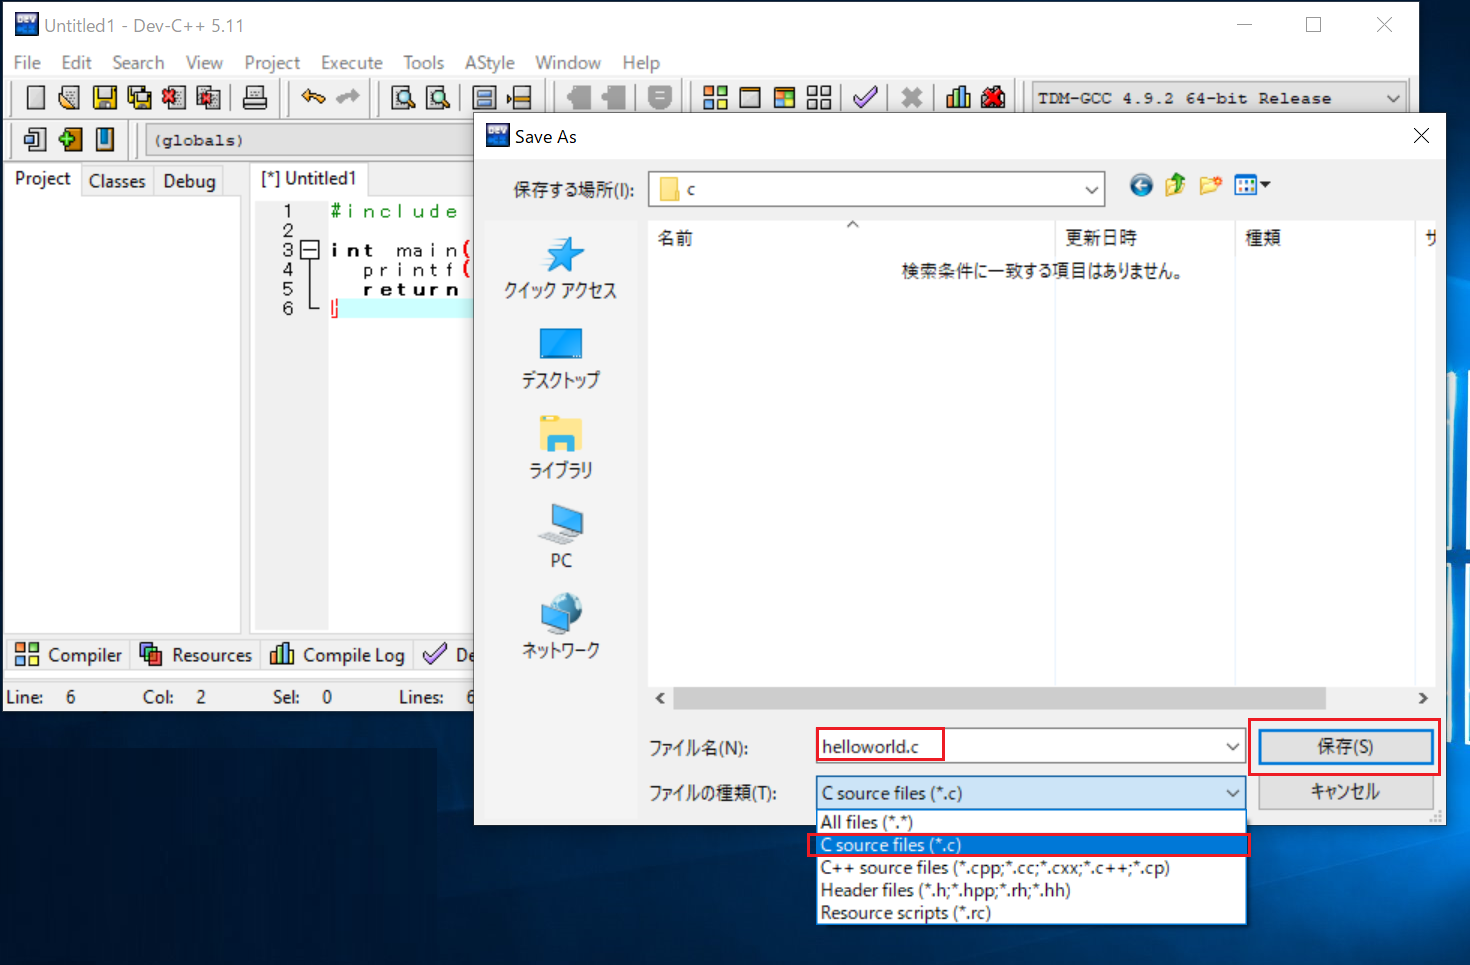 Untitled1 - Dev-C++ 5.11
File Edit Search View Project Execute Tools AStyle Window Help
TDM-GCC 4.9.2 64-bit Release
(globals)
Project Classes Debug
[*] Untitled1
1 #include
2
3 int main(
4 printf(
5 return
6 }
Compiler Resources Compile Log De
Line: 6 Col: 2 Sel: 0 Lines: 6
Save As
保存する場所(I): c
クイック アクセス
デスクトップ
ライブラリ
PC
ネットワーク
名前 更新日時 種類 サ
検索条件に一致する項目はありません。
ファイル名(N): helloworld.c 保存(S)
ファイルの種類(T): C source files (*.c) キャンセル
All files (*.*)
C source files (*.c)
C++ source files (*.cpp;*.cc;*.cxx;*.c++;*.cp)
Header files (*.h;*.hpp;*.rh;*.hh)
Resource scripts (*.rc)